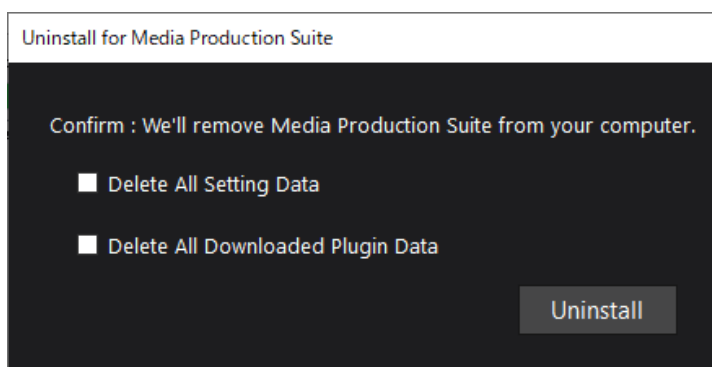 Uninstall for Media Production Suite
Confirm : We'll remove Media Production Suite from your computer.
Delete All Setting Data
Delete All Downloaded Plugin Data
Uninstall